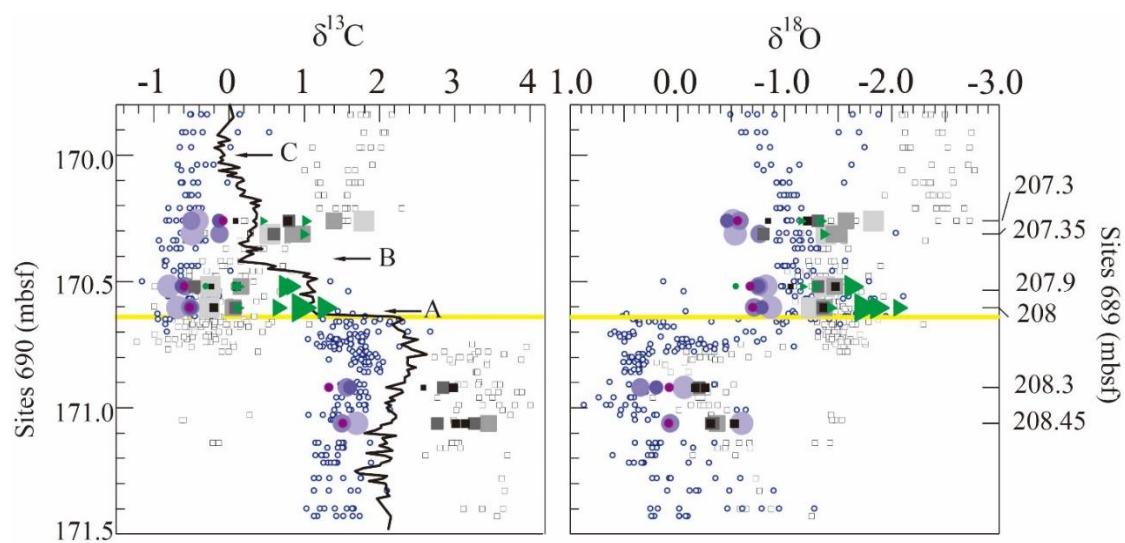 δ13C
δ18O
-1 0 1 2 3 4
1.0 0.0 -1.0 -2.0 -3.0
Sites 690 (mbsf)
170.0
170.5
171.0
171.5
C
B
A
207.3
207.35
207.9
208
208.3
208.45
Sites 689 (mbsf)